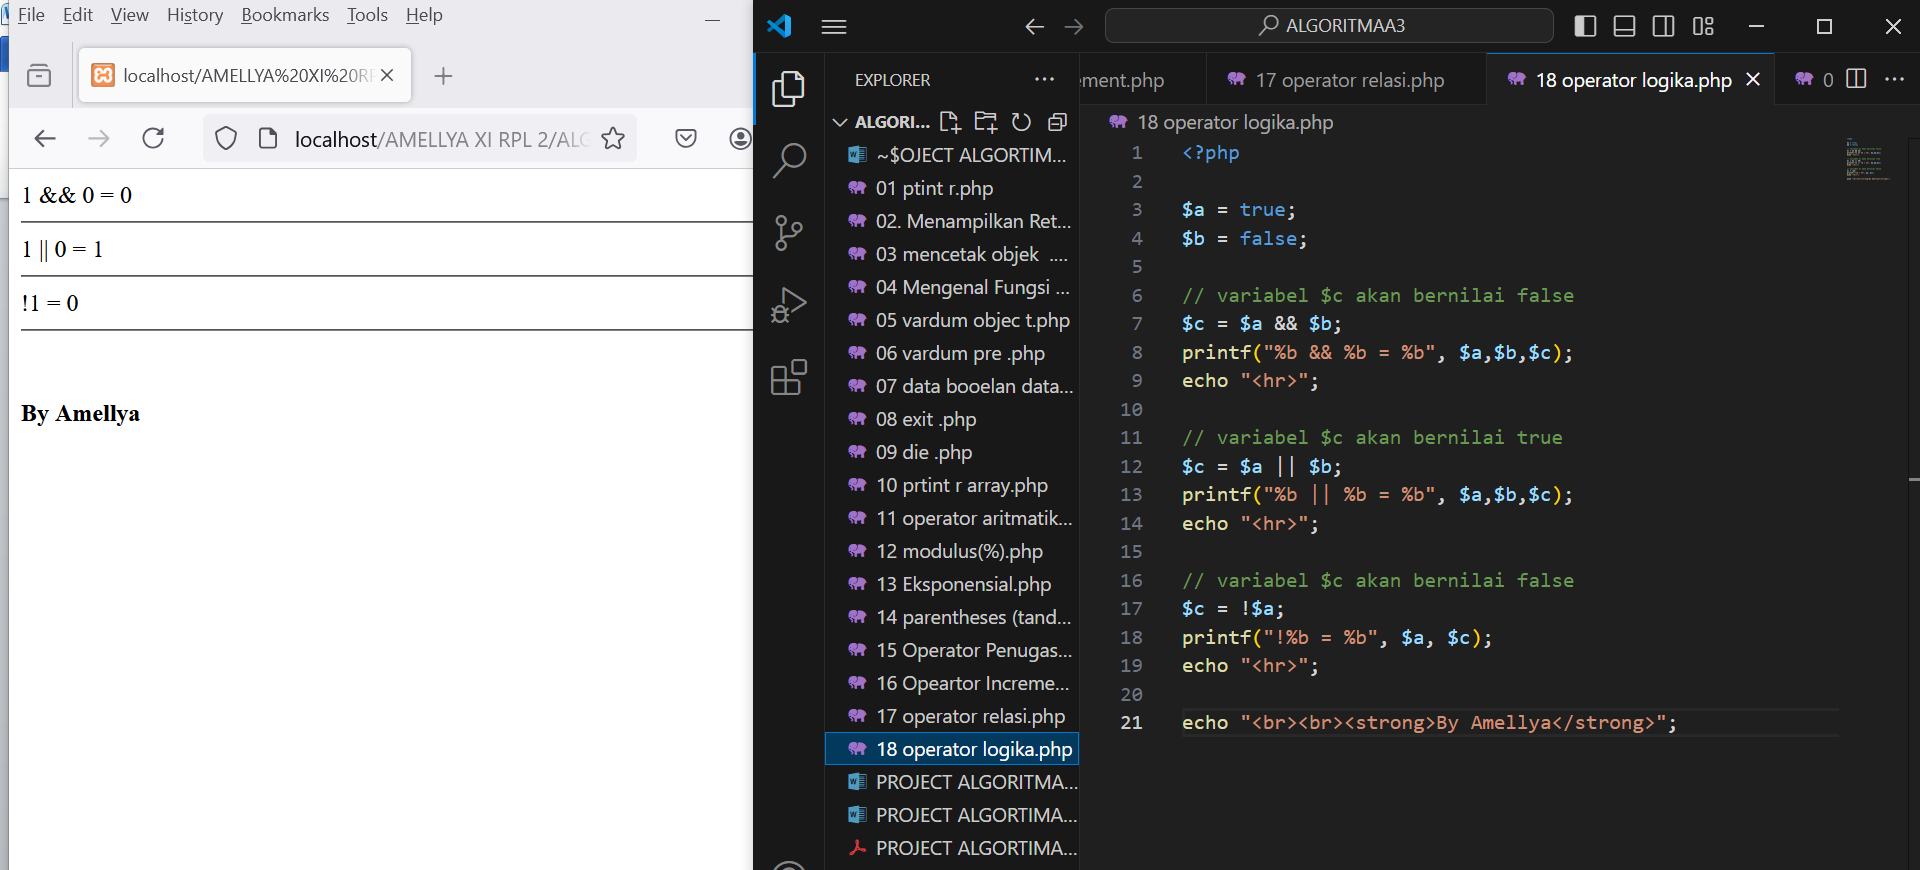 File Edit View History Bookmarks Tools Help
localhost/AMELLYA%20XI%20RP
localhost/AMELLYA XI RPL 2/ALG
1 && 0 = 0
1 || 0 = 1
!1 = 0
By Amellya
ALGORITMAA3
EXPLORER
ement.php
17 operator relasi.php
18 operator logika.php
0
ALGORI...
~$OJECT ALGORTIM...
01 ptint r.php
02. Menampilkan Ret...
03 mencetak objek ....
04 Mengenal Fungsi ...
05 vardum objec t.php
06 vardum pre .php
07 data booelan data...
08 exit .php
09 die .php
10 prtint r array.php
11 operator aritmatik...
12 modulus(%).php
13 Eksponensial.php
14 parentheses (tand...
15 Operator Penugas...
16 Opeartor Increme...
17 operator relasi.php
18 operator logika.php
PROJECT ALGORITMA...
PROJECT ALGORTIMA...
PROJECT ALGORTIMA...
18 operator logika.php
1 <?php
2
3 $a = true;
4 $b = false;
5
6 // variabel $c akan bernilai false
7 $c = $a && $b;
8 printf("%b && %b = %b", $a,$b,$c);
9 echo "<hr>";
10
11 // variabel $c akan bernilai true
12 $c = $a || $b;
13 printf("%b || %b = %b", $a,$b,$c);
14 echo "<hr>";
15
16 // variabel $c akan bernilai false
17 $c = !$a;
18 printf("!%b = %b", $a, $c);
19 echo "<hr>";
20
21 echo "<br><br><strong>By Amellya</strong>";